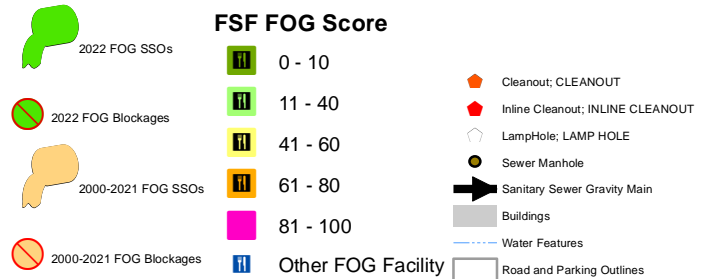 2022 FOG SSOs
2022 FOG Blockages
2000-2021 FOG SSOs
2000-2021 FOG Blockages
FSF FOG Score
0 - 10
11 - 40
41 - 60
61 - 80
81 - 100
Other FOG Facility
Cleanout; CLEANOUT
Inline Cleanout; INLINE CLEANOUT
LampHole; LAMP HOLE
Sewer Manhole
Sanitary Sewer Gravity Main
Buildings
Water Features
Road and Parking Outlines